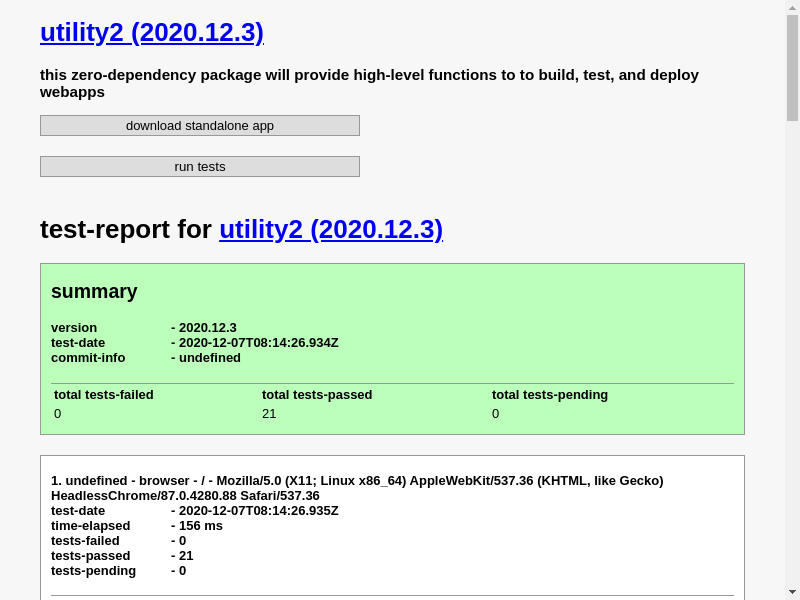 utility2 (2020.12.3)
this zero-dependency package will provide high-level functions to to build, test, and deploy
webapps
download standalone app
run tests
test-report for utility2 (2020.12.3)
summary
version - 2020.12.3
test-date - 2020-12-07T08:14:26.934Z
commit-info - undefined
total tests-failed total tests-passed total tests-pending
0 21 0
1. undefined - browser - / - Mozilla/5.0 (X11; Linux x86_64) AppleWebKit/537.36 (KHTML, like Gecko)
HeadlessChrome/87.0.4280.88 Safari/537.36
test-date - 2020-12-07T08:14:26.935Z
time-elapsed - 156 ms
tests-failed - 0
tests-passed - 21
tests-pending - 0